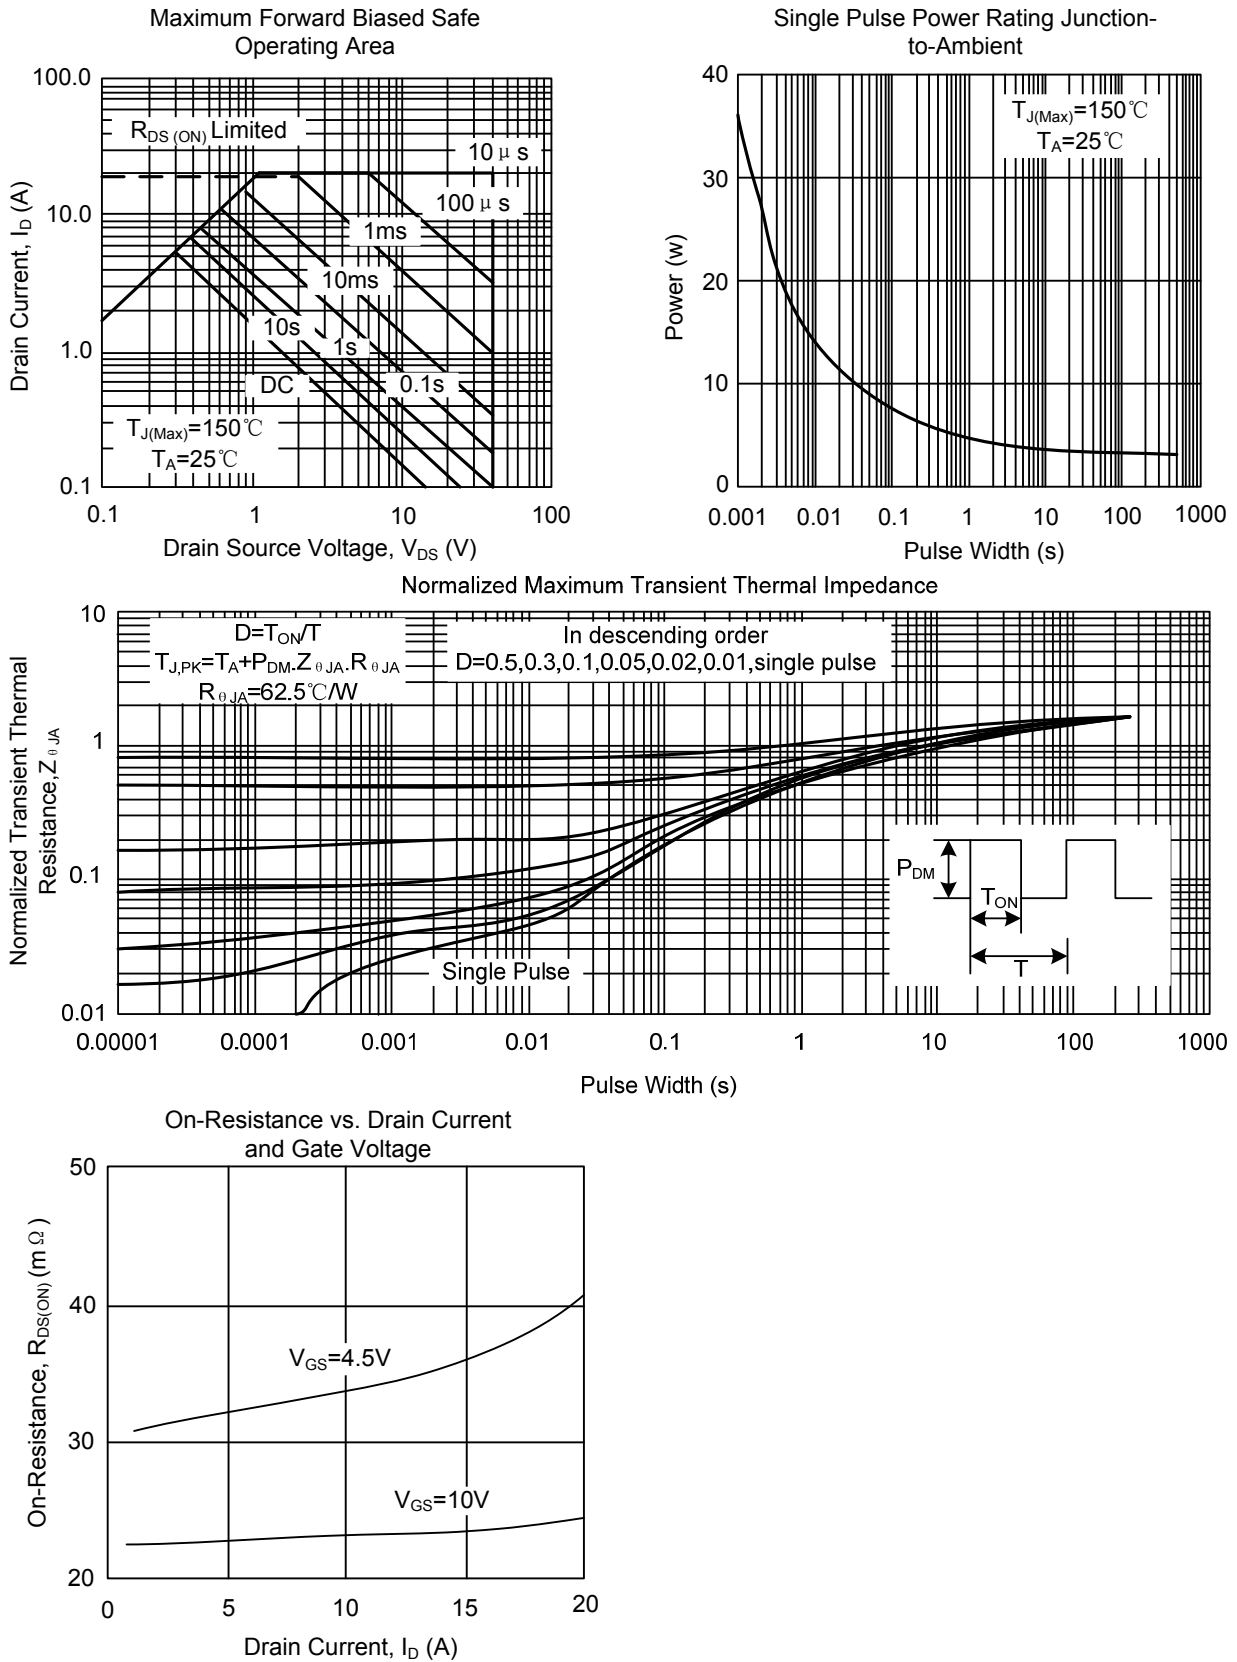 Maximum Forward Biased Safe
Operating Area
100.0
10.0
1.0
0.1
Drain Current, ID (A)
RDS (ON) Limited
10 μ s
100 μ s
1ms
10ms
10s
1s
DC
0.1s
TJ(Max)=150℃
TA=25℃
0.1
1
10
100
Drain Source Voltage, VDS (V)
Single Pulse Power Rating Junction-
to-Ambient
40
30
20
10
0
Power (w)
TJ(Max)=150℃
TA=25℃
0.001
0.01
0.1
1
10
100
1000
Pulse Width (s)
Normalized Maximum Transient Thermal Impedance
10
1
0.1
0.01
Normalized Transient Thermal
Resistance,Zθ JA
D=TON/T
TJ,PK=TA+PDM.Zθ JA.Rθ JA
Rθ JA=62.5℃/W
In descending order
D=0.5,0.3,0.1,0.05,0.02,0.01,single pulse
Single Pulse
PDM
TON
T
0.00001
0.0001
0.001
0.01
0.1
1
10
100
1000
Pulse Width (s)
On-Resistance vs. Drain Current
and Gate Voltage
50
40
30
20
On-Resistance, RDS(ON) (m Ω )
VGS=4.5V
VGS=10V
0
5
10
15
20
Drain Current, ID (A)